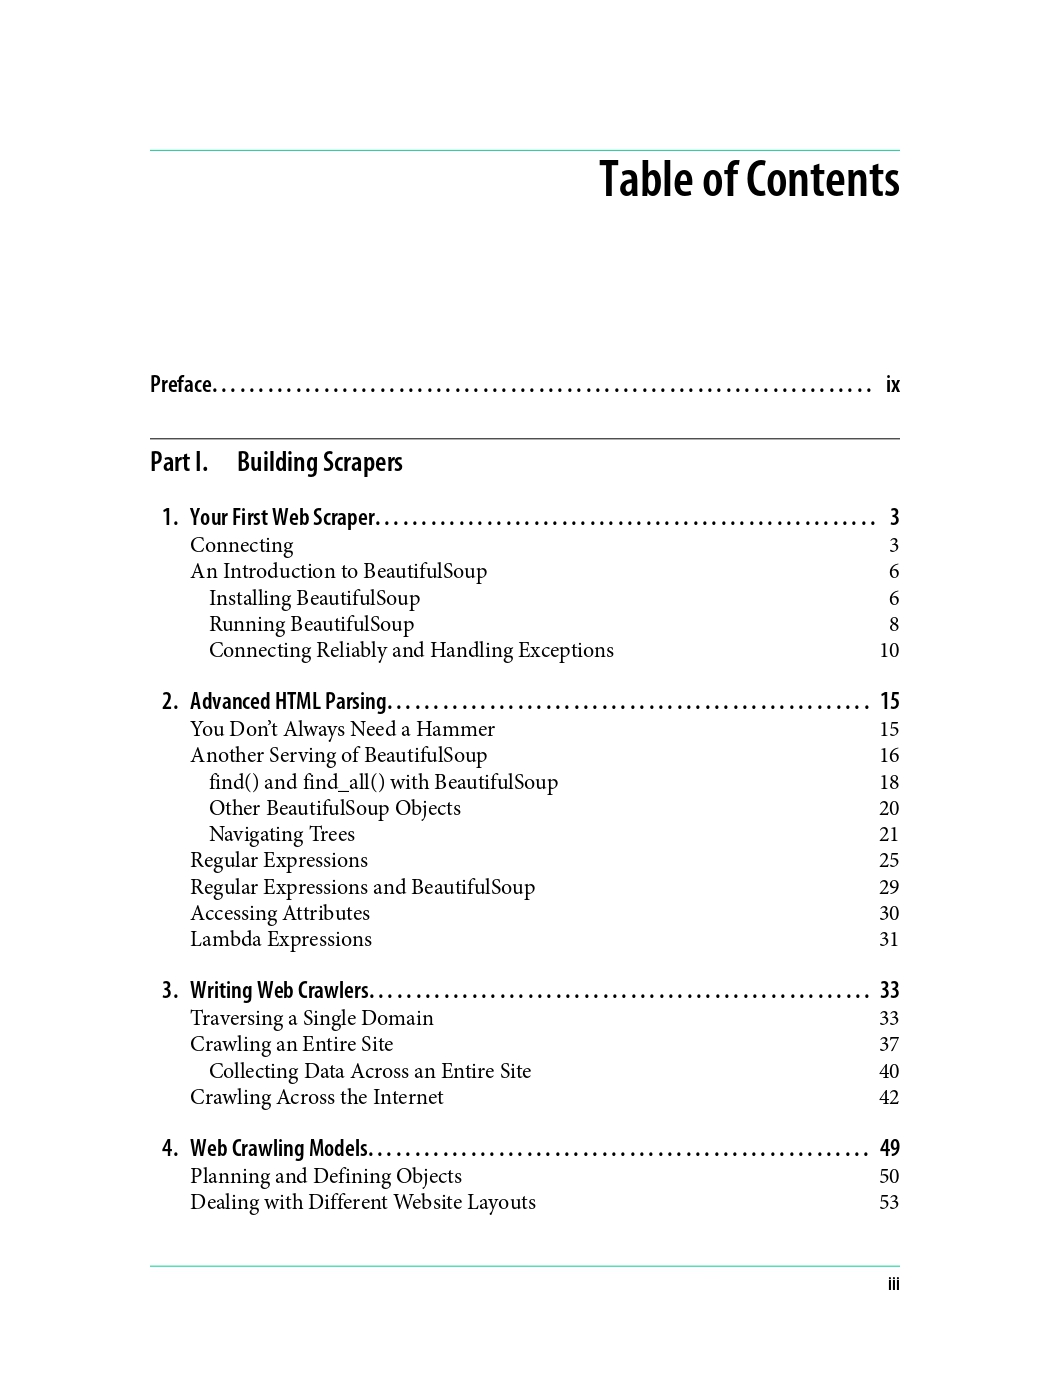 Table of Contents
Preface. . . . . . . . . . . . . . . . . . . . . . . . . . . . . . . . . . . . . . . . . . . . . . . . . . . . . . . . . . . . . . . . . . . . . . . ix
Part I. Building Scrapers
1. Your First Web Scraper. . . . . . . . . . . . . . . . . . . . . . . . . . . . . . . . . . . . . . . . . . . . . . . . . . . . . . 3
Connecting 3
An Introduction to BeautifulSoup 6
Installing BeautifulSoup 6
Running BeautifulSoup 8
Connecting Reliably and Handling Exceptions 10
2. Advanced HTML Parsing. . . . . . . . . . . . . . . . . . . . . . . . . . . . . . . . . . . . . . . . . . . . . . . . . . . . 15
You Don’t Always Need a Hammer 15
Another Serving of BeautifulSoup 16
find() and find_all() with BeautifulSoup 18
Other BeautifulSoup Objects 20
Navigating Trees 21
Regular Expressions 25
Regular Expressions and BeautifulSoup 29
Accessing Attributes 30
Lambda Expressions 31
3. Writing Web Crawlers. . . . . . . . . . . . . . . . . . . . . . . . . . . . . . . . . . . . . . . . . . . . . . . . . . . . . . 33
Traversing a Single Domain 33
Crawling an Entire Site 37
Collecting Data Across an Entire Site 40
Crawling Across the Internet 42
4. Web Crawling Models. . . . . . . . . . . . . . . . . . . . . . . . . . . . . . . . . . . . . . . . . . . . . . . . . . . . . . 49
Planning and Defining Objects 50
Dealing with Different Website Layouts 53
iii